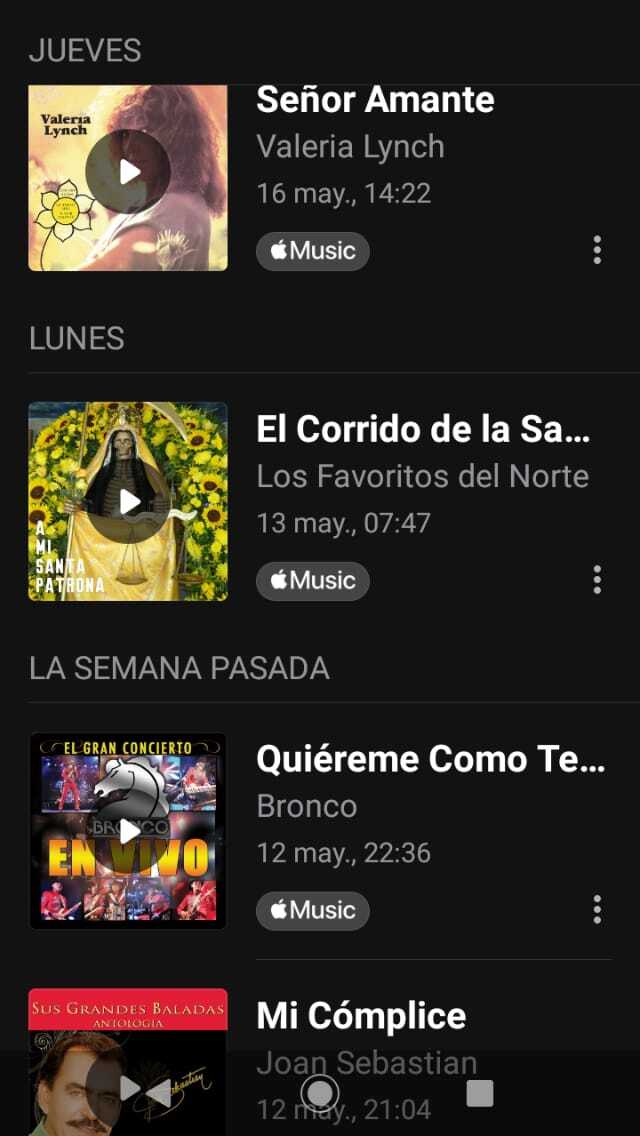 JUEVES
Valeria
Lynch
Señor Amante
Valeria Lynch
16 may., 14:22
Music
LUNES
A
MI
SANTA
PATRONA
El Corrido de la Sa...
Los Favoritos del Norte
13 may., 07:47
Music
LA SEMANA PASADA
EL GRAN CONCIERTO
BRONCO
EN VIVO
Quiéreme Como Te...
Bronco
12 may., 22:36
Music
SUS GRANDES BALADAS
ANTOLOGIA
Mi Cómplice
Joan Sebastian
12 may., 21:04